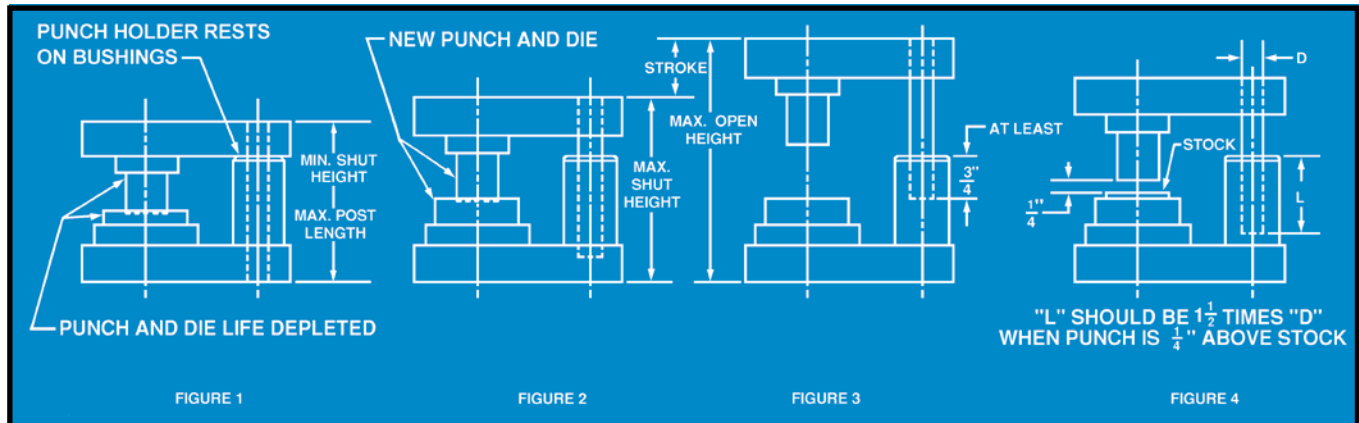 PUNCH HOLDER RESTS
ON BUSHINGS
MIN. SHUT
HEIGHT
MAX. POST
LENGTH
PUNCH AND DIE LIFE DEPLETED
FIGURE 1
NEW PUNCH AND DIE
STROKE
MAX.
SHUT
HEIGHT
FIGURE 2
MAX. OPEN
HEIGHT
AT LEAST
3"
4
FIGURE 3
D
STOCK
1"
4
L
"L" SHOULD BE 1 1/2 TIMES "D"
WHEN PUNCH IS 1/4" ABOVE STOCK
FIGURE 4